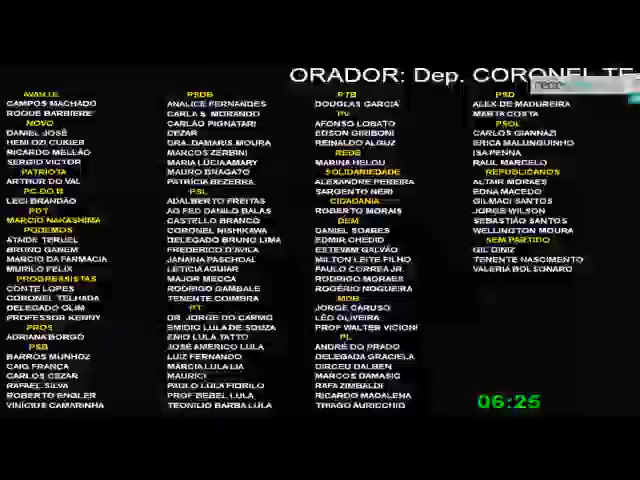 ORADOR: Dep. CORONEL TE
AVANTE
CAMPOS MACHADO
ROQUE BARBIERE
NOVO
DANIEL JOSÉ
HENI OZI CUKIER
RICARDO MELLÃO
SERGIO VICTOR
PATRIOTA
ARTHUR DO VAL
PC DO B
LECI BRANDÃO
PDT
MARCIO NAKASHIMA
PODEMOS
ATAIDE TERUEL
BRUNO GANEM
MARCIO DA FARMACIA
MURILO FELIX
PROGRESSISTAS
CONTE LOPES
CORONEL TELHADA
DELEGADO OLIM
PROFESSOR KENNY
PROS
ADRIANA BORGO
PSB
BARROS MUNHOZ
CAIO FRANÇA
CARLOS CEZAR
RAFAEL SILVA
ROBERTO ENGLER
VINÍCIUS CAMARINHA
PSDB
ANALICE FERNANDES
CARLA S. MORANDO
CARLÃO PIGNATARI
CEZAR
DRA. DAMARIS MOURA
MARCOS ZERBINI
MARIA LÚCIA AMARY
MAURO BRAGATO
PATRÍCIA BEZERRA
PSL
ADALBERTO FREITAS
AG FED DANILO BALAS
CASTELLO BRANCO
CORONEL NISHIKAWA
DELEGADO BRUNO LIMA
FREDERICO D'AVILA
JANAINA PASCHOAL
LETICIA AGUIAR
MAJOR MECCA
RODRIGO GAMBALE
TENENTE COIMBRA
PT
DR. JORGE DO CARMO
EMIDIO LULA DE SOUZA
ENIO LULA TATTO
JOSÉ AMÉRICO LULA
LUIZ FERNANDO
MÁRCIA LULA LIA
MAURICI
PAULO LULA FIORILO
PROF BEBEL LULA
TEONILIO BARBA LULA
PTB
DOUGLAS GARCIA
PV
AFONSO LOBATO
EDSON GIRIBONI
REINALDO ALGUZ
REDE
MARINA HELOU
SOLIDARIEDADE
ALEXANDRE PEREIRA
SARGENTO NERI
CIDADANIA
ROBERTO MORAIS
DEM
DANIEL SOARES
EDMIR CHEDID
ESTEVAM GALVÃO
MILTON LEITE FILHO
PAULO CORREA JR
RODRIGO MORAES
ROGÉRIO NOGUEIRA
MDB
JORGE CARUSO
LÉO OLIVEIRA
PROF WALTER VICIONI
PL
ANDRÉ DO PRADO
DELEGADA GRACIELA
DIRCEU DALBEN
MARCOS DAMASIO
RAFA ZIMBALDI
RICARDO MADALENA
THIAGO AURICCHIO
PSD
ALEX DE MADUREIRA
MARTA COSTA
PSOL
CARLOS GIANNAZI
ERICA MALUNGUINHO
ISA PENNA
RAUL MARCELO
REPUBLICANOS
ALTAIR MORAES
EDNA MACEDO
GILMACI SANTOS
JORGE WILSON
SEBASTIÃO SANTOS
WELLINGTON MOURA
SEM PARTIDO
GIL DINIZ
TENENTE NASCIMENTO
VALERIA BOLSONARO
06:25